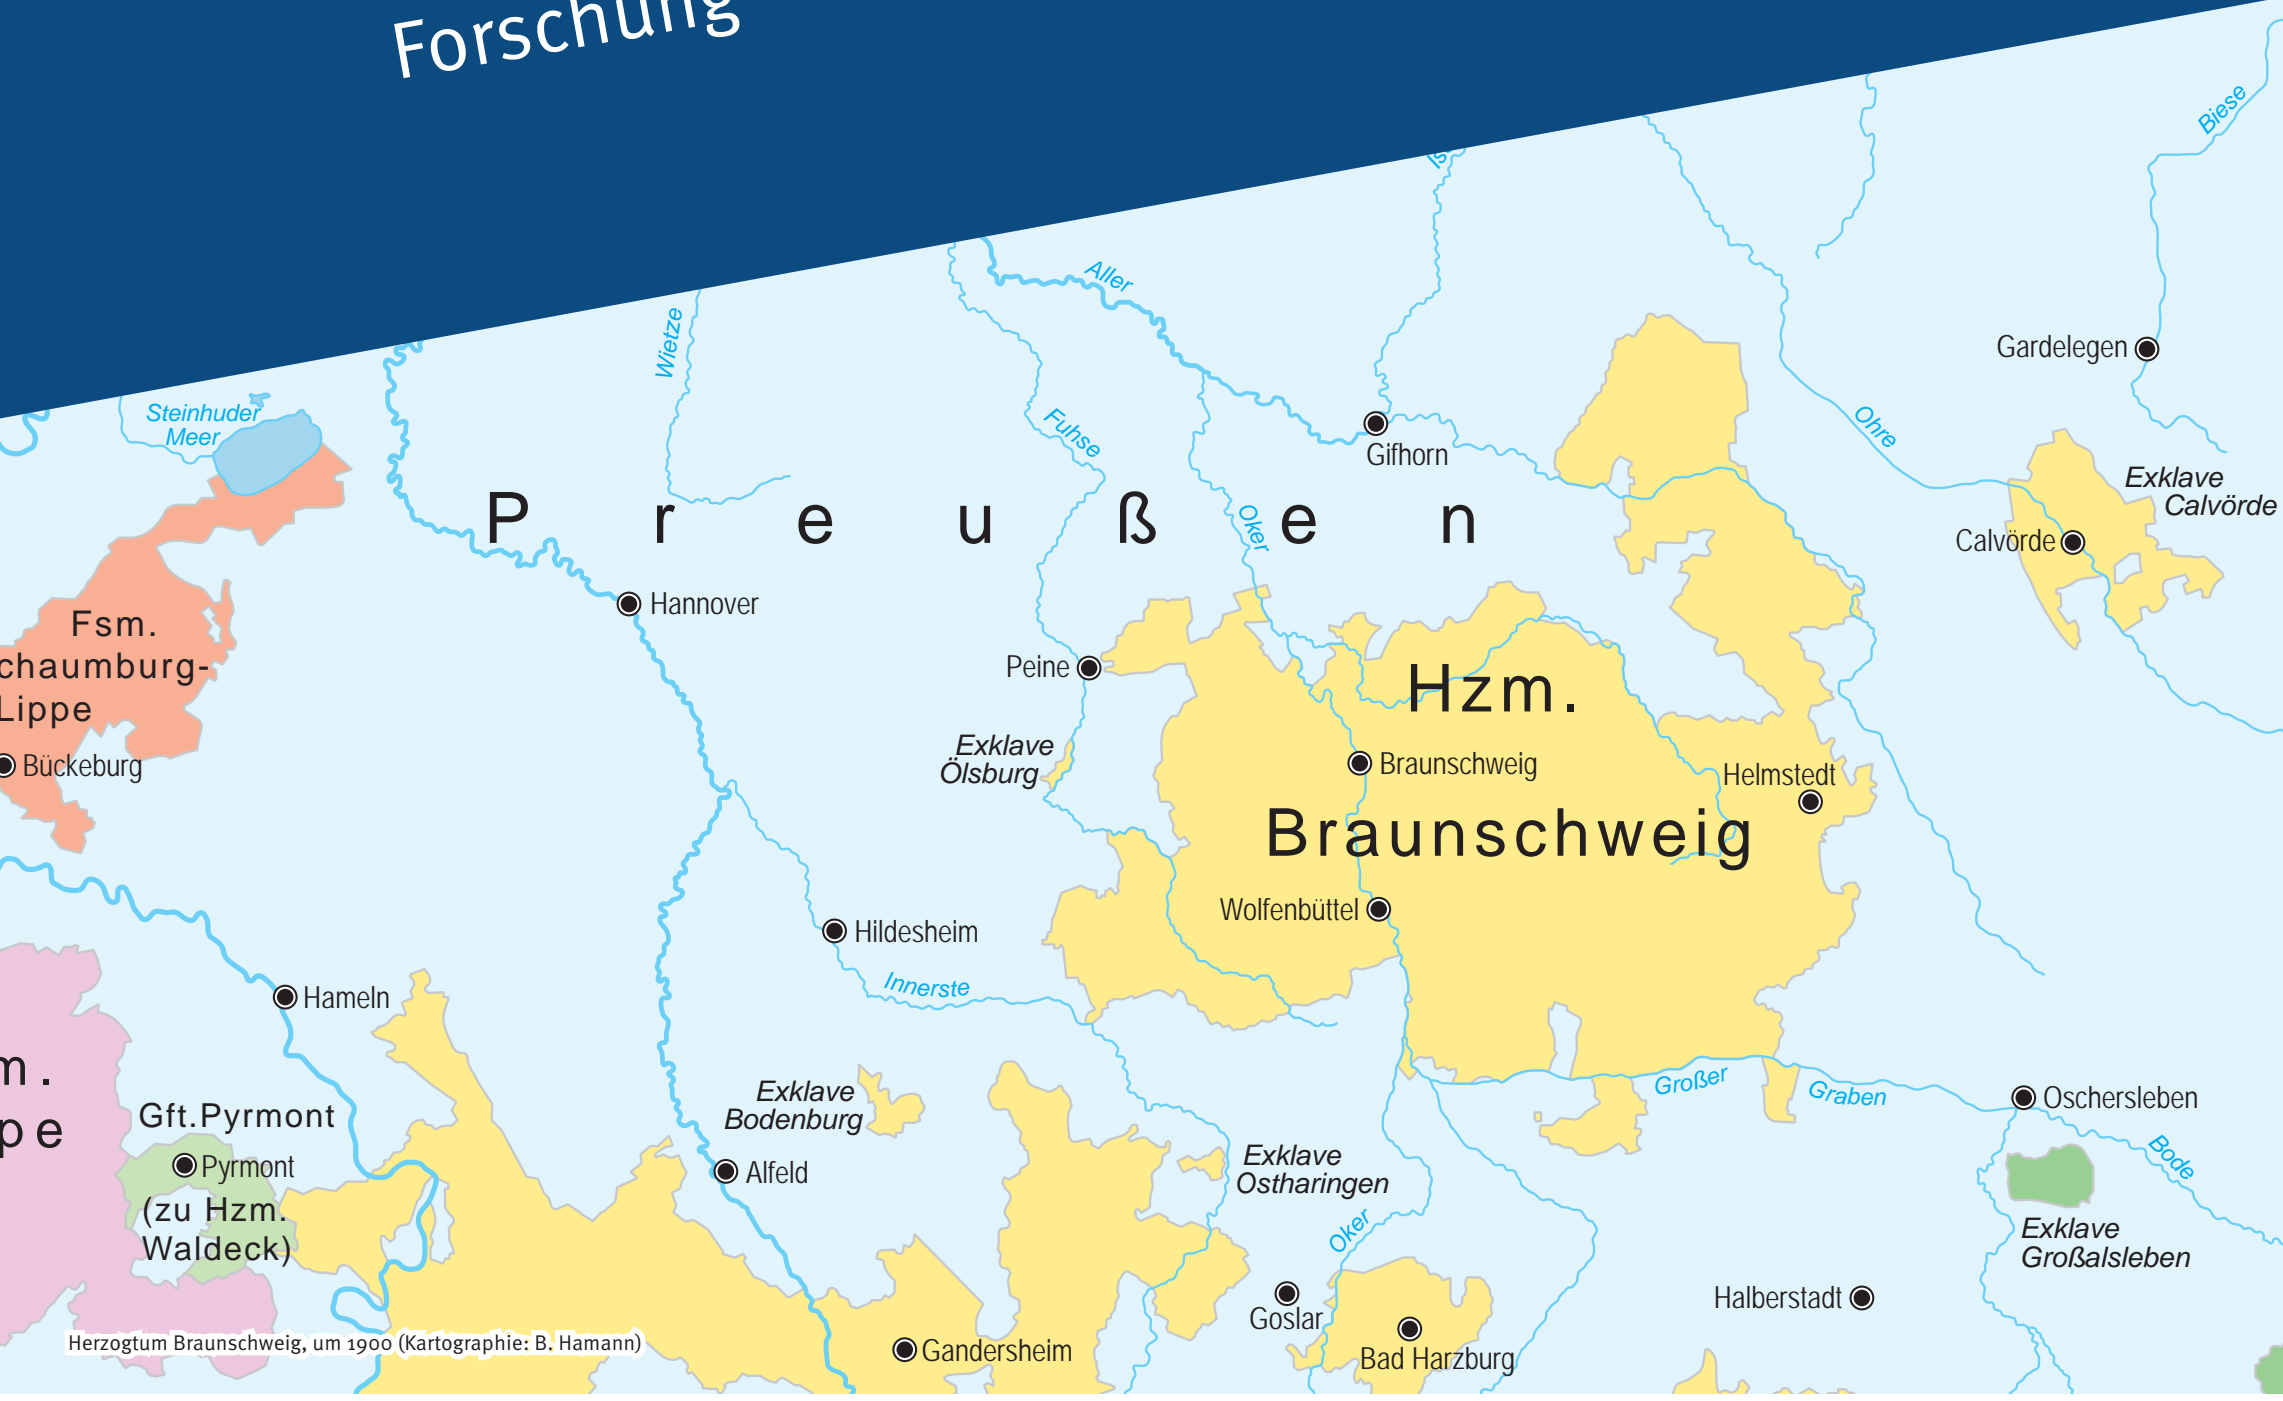 Forschung
Biese
Aller
Wietze
Gardelegen
Steinhuder
Meer
Fuhse
Ohre
Gifhorn
Exklave
Calvörde
Preußen
Oker
Calvörde
Hannover
Fsm.
chaumburg-
Lippe
Peine
Hzm.
Exklave
Ölsburg
Bückeburg
Braunschweig
Helmstedt
Braunschweig
Wolfenbüttel
Hildesheim
Innerste
Hameln
m.
pe
Exklave
Bodenburg
Großer Graben
Oschersleben
Gft.Pyrmont
Pyrmont
(zu Hzm.
Waldeck)
Alfeld
Exklave
Ostharingen
Bode
Oker
Exklave
Großalsleben
Goslar
Halberstadt
Herzogtum Braunschweig, um 1900 (Kartographie: B. Hamann)
Gandersheim
Bad Harzburg